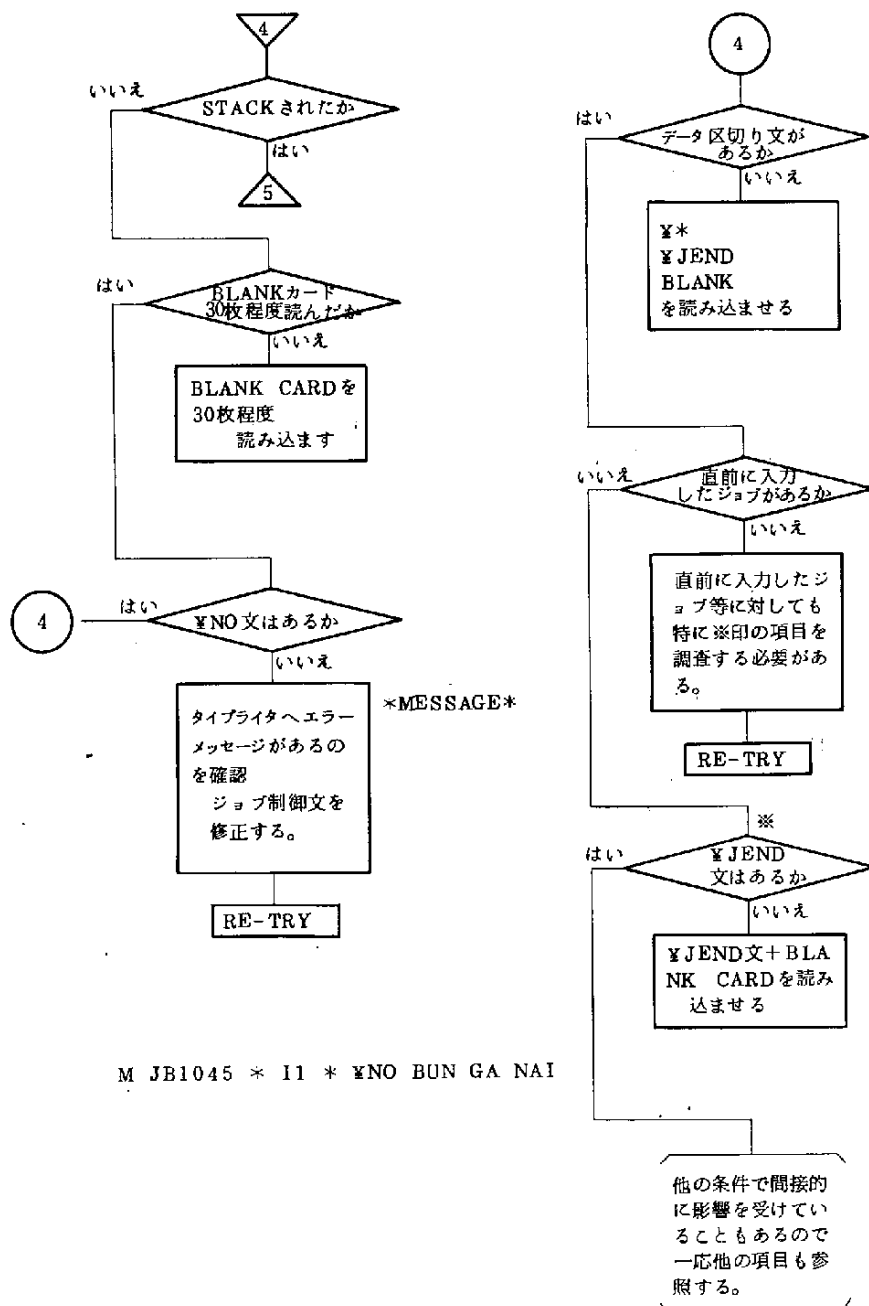 4
いいえ
STACKされたか
はい
5
はい
BLANKカード
30枚程度読んだか
いいえ
BLANK CARDを
30枚程度
読み込ます
4
はい
¥NO文はあるか
いいえ
タイプライタへエラー
メッセージがあるの
を確認
ジョブ制御文を
修正する。
*MESSAGE*
RE-TRY
M JB1045 * I1 * ¥NO BUN GA NAI
4
はい
データ区切り文が
あるか
いいえ
¥*
¥JEND
BLANK
を読み込ませる
いいえ
直前に入力
したジョブがあるか
いいえ
直前に入力したジ
ョブ等に対しても
特に※印の項目を
調査する必要があ
る。
RE-TRY
※
はい
¥JEND
文はあるか
いいえ
¥JEND文+BLA
NK CARDを読み
込ませる
他の条件で間接的
に影響を受けてい
ることもあるので
一応他の項目も参
照する。